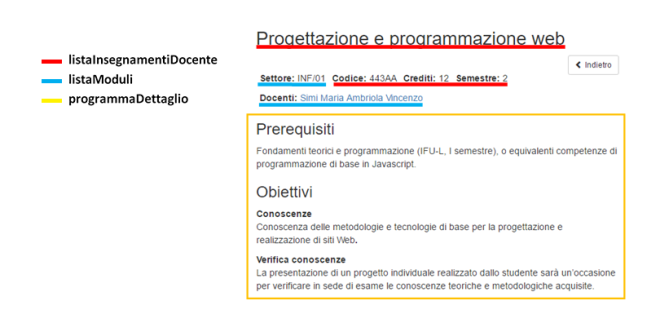 Progettazione e programmazione web
Indietro
listaInsegnamentiDocente
listaModuli
programmaDettaglio
Settore: INF/01 Codice: 443AA Crediti: 12 Semestre: 2
Docenti: Simi Maria Ambriola Vincenzo
Prerequisiti
Fondamenti teorici e programmazione (IFU-L, I semestre), o equivalenti competenze di
programmazione di base in Javascript.
Obiettivi
Conoscenze
Conoscenza delle metodologie e tecnologie di base per la progettazione e
realizzazione di siti Web.
Verifica conoscenze
La presentazione di un progetto individuale realizzato dallo studente sarà un'occasione
per verificare in sede di esame le conoscenze teoriche e metodologiche acquisite.